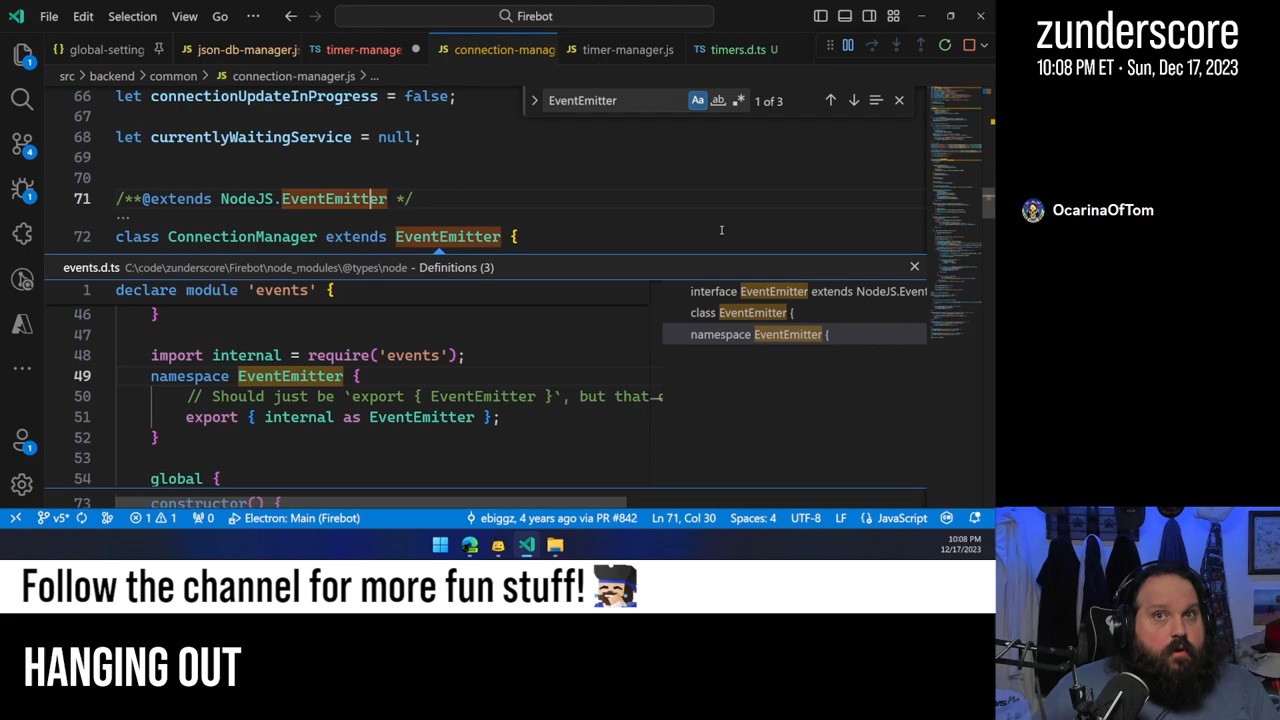 File Edit Selection View Go ··· Firebot
global-setting json-db-manager.j timer-manage connection-manag timer-manager.js timers.d.ts U
src > backend > common > connection-manager.js > ...
66 let connectionUpdateInProgress = false;
67
68 let currentlyWaitingService = null;
69
70
71 /**@extends NodeJS.EventEmitter */
72 class ConnectionManager extends EventEmitter {
EventEmitter Aa ab 1 of 3
events.d.ts C:\code\zunderscore\Firebot\node_modules\@types\node - Definitions (3)
1 declare module 'events' {
46 }
47
48 import internal = require('events');
49 namespace EventEmitter {
50 // Should just be `export { EventEmitter }`, but that
51 export { internal as EventEmitter };
52 }
54 global {
73 constructor() {
interface EventEmitter extends NodeJS.Event
class EventEmitter {
namespace EventEmitter {
v5* 1 1 0 Electron: Main (Firebot) ebiggz, 4 years ago via PR #842 Ln 71, Col 30 Spaces: 4 UTF-8 LF {} JavaScript
10:08 PM
12/17/2023
zunderscore
10:08 PM ET · Sun, Dec 17, 2023
OcarinaOfTom
Follow the channel for more fun stuff!
HANGING OUT